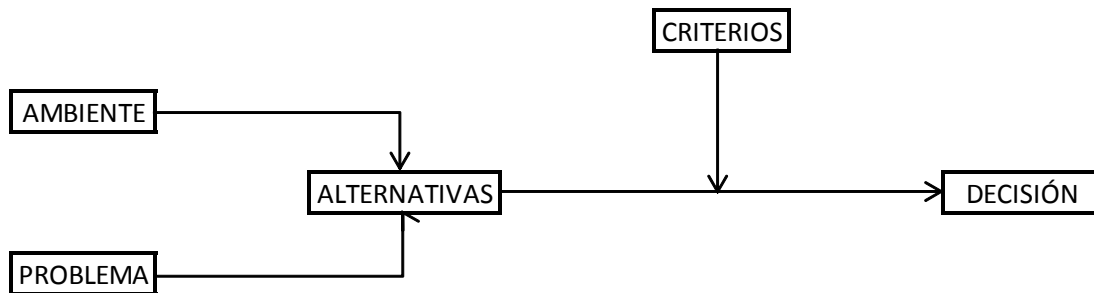 CRITERIOS
AMBIENTE
ALTERNATIVAS
DECISIÓN
PROBLEMA